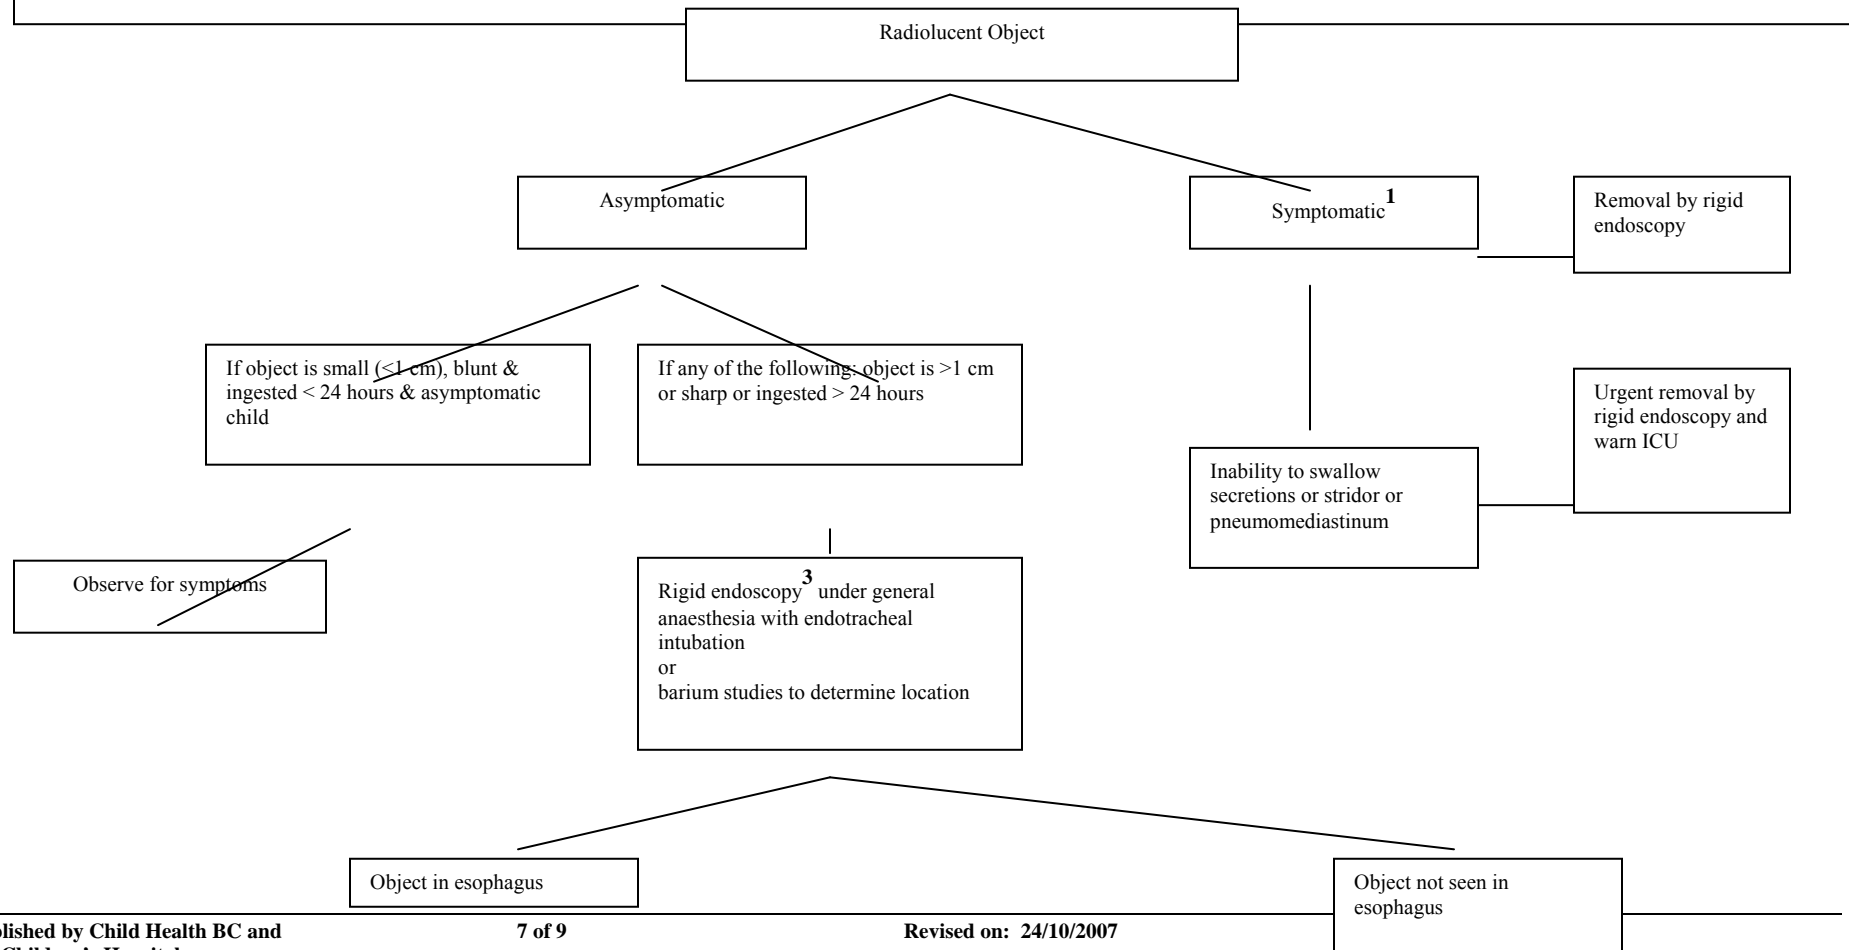 Radiolucent Object
Asymptomatic
Symptomatic1
Removal by rigid
endoscopy
If object is small (<1 cm), blunt &
ingested < 24 hours & asymptomatic
child
If any of the following: object is >1 cm
or sharp or ingested > 24 hours
Urgent removal by
rigid endoscopy and
warn ICU
Inability to swallow
secretions or stridor or
pneumomediastinum
Observe for symptoms
Rigid endoscopy3 under general
anaesthesia with endotracheal
intubation
or
barium studies to determine location
Object in esophagus
Object not seen in
esophagus
blished by Child Health BC and
7 of 9
Revised on: 24/10/2007